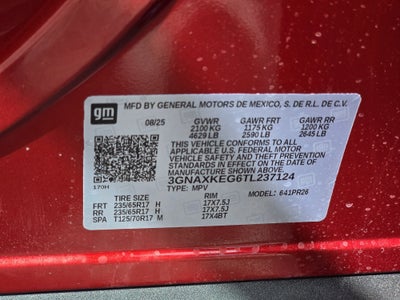 gm
MFD BY GENERAL MOTORS DE MEXICO, S. DE R.L. DE C.V.
08/25 GVWR GAWR FRT GAWR RR
2100 KG 1175 KG 1200 KG
4629 LB 2590 LB 2645 LB
THIS VEHICLE CONFORMS TO ALL APPLICABLE U.S.
FEDERAL MOTOR VEHICLE SAFETY, BUMPER, AND THEFT PREVENTION
STANDARDS IN EFFECT ON THE DATE OF MANUFACTURE SHOWN ABOVE.
3GNAXKEG6TL237124
170H TYPE: MPV MODEL: 641PR26
TIRE SIZE RIM
FRT 235/65R17 H 17X7.5J
RR 235/65R17 H 17X7.5J
SPA T125/70R17 M 17X4BT